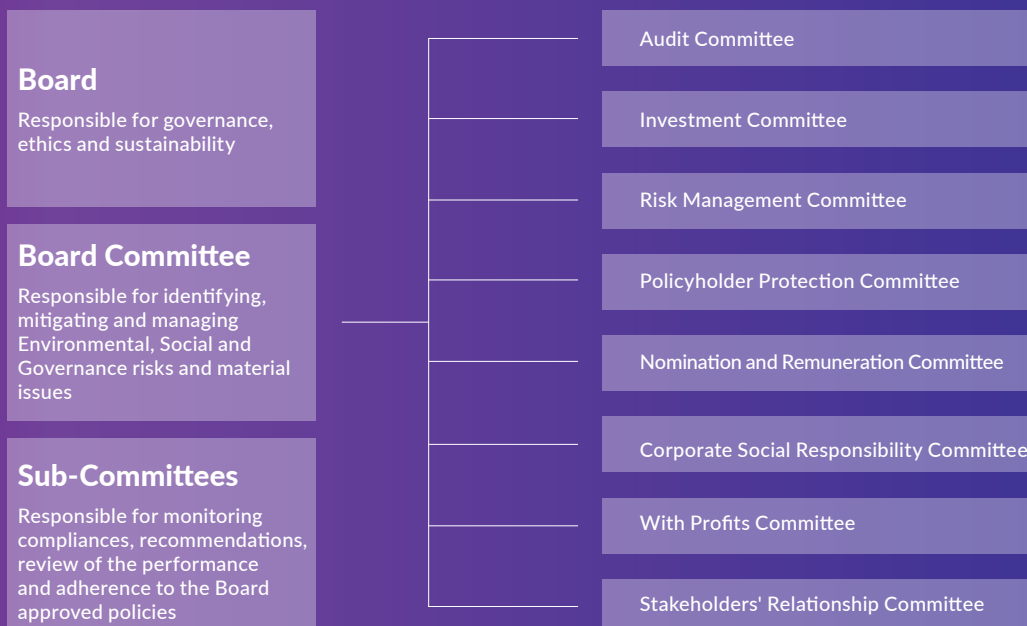 Board
Responsible for governance,
ethics and sustainability
Board Committee
Responsible for identifying,
mitigating and managing
Environmental, Social and
Governance risks and material
issues
Sub-Committees
Responsible for monitoring
compliances, recommendations,
review of the performance
and adherence to the Board
approved policies
Audit Committee
Investment Committee
Risk Management Committee
Policyholder Protection Committee
Nomination and Remuneration Committee
Corporate Social Responsibility Committee
With Profits Committee
Stakeholders' Relationship Committee